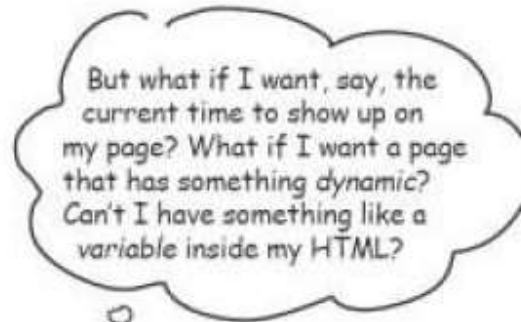 But what if I want, say, the
current time to show up on
my page? What if I want a page
that has something dynamic?
Can't I have something like a
variable inside my HTML?